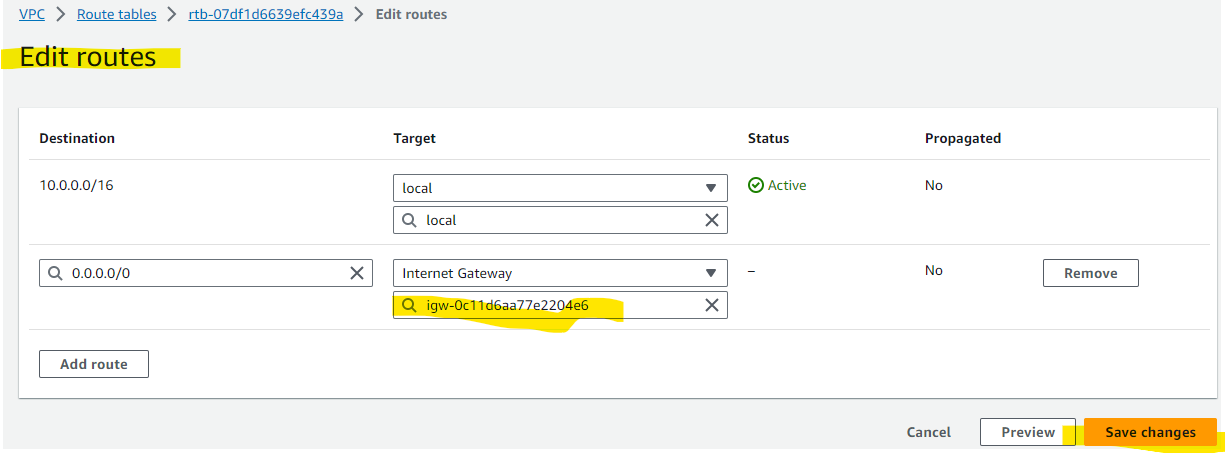 VPC > Route tables > rtb-07df1d6639efc439a > Edit routes
Edit routes
Destination Target Status Propagated
10.0.0.0/16 local Active No
local
0.0.0.0/0 Internet Gateway – No Remove
igw-0c11d6aa77e2204e6
Add route
Cancel Preview Save changes